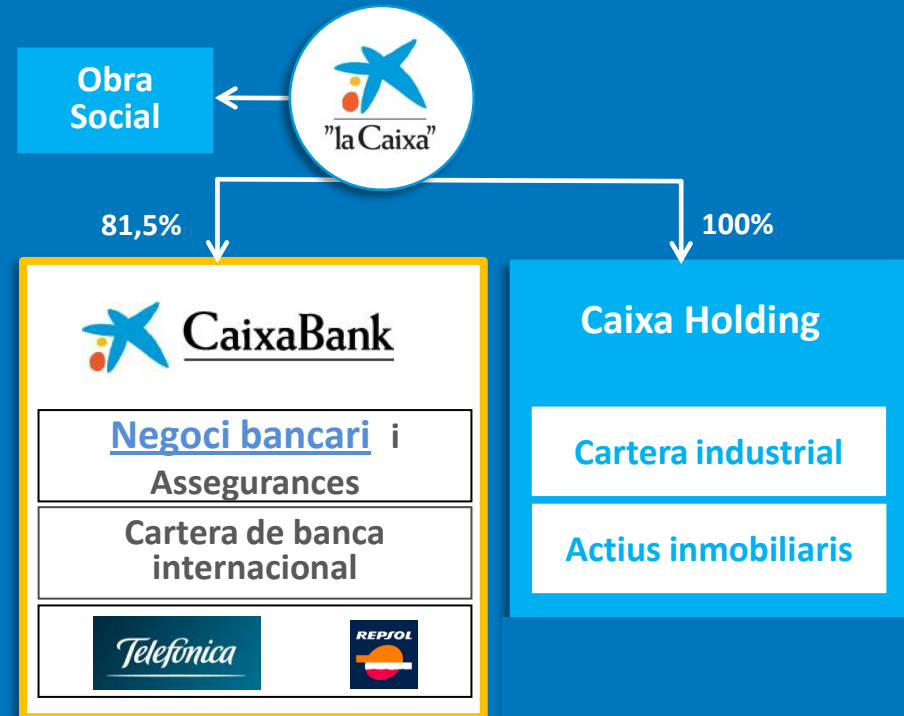 Obra
Social
"la Caixa"
81,5%
100%
CaixaBank
Negoci bancari i
Assegurances
Cartera de banca
internacional
Telefónica
REPSOL
Caixa Holding
Cartera industrial
Actius inmobiliaris